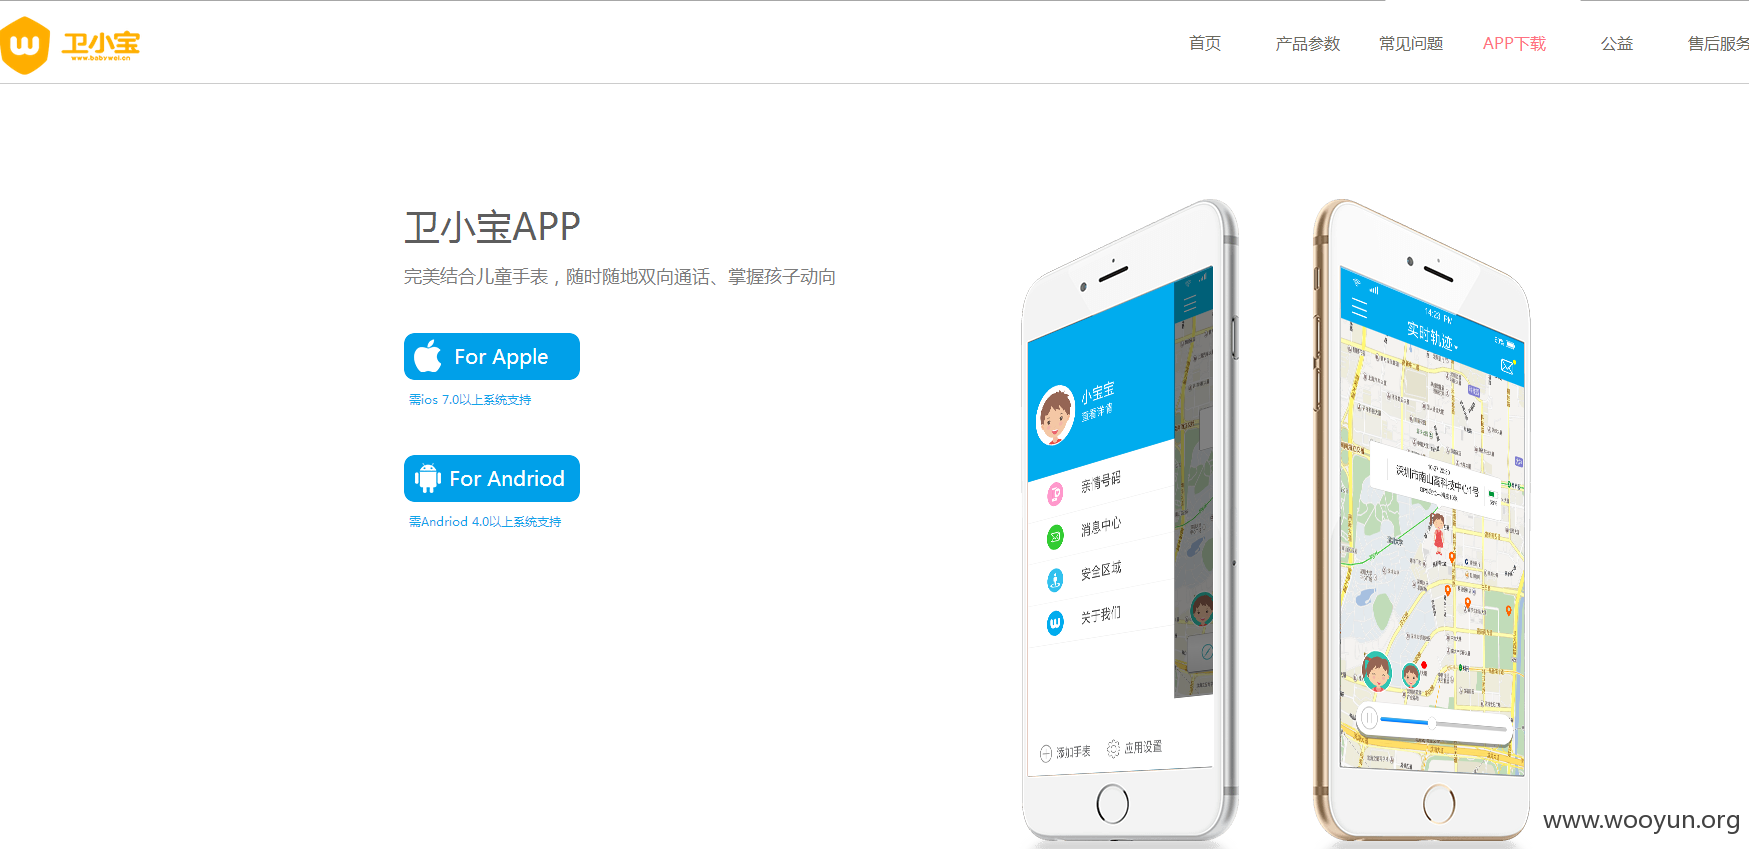 卫小宝
www.babywei.cn
首页 产品参数 常见问题 APP下载 公益 售后服务
卫小宝APP
完美结合儿童手表，随时随地双向通话、掌握孩子动向
For Apple
需ios 7.0以上系统支持
For Andriod
需Andriod 4.0以上系统支持
小宝宝
查看详情
亲情号码
消息中心
安全区域
关于我们
添加手表 应用设置
14:23 PM
实时轨迹
深圳市南山高科技中心1号
www.wooyun.org